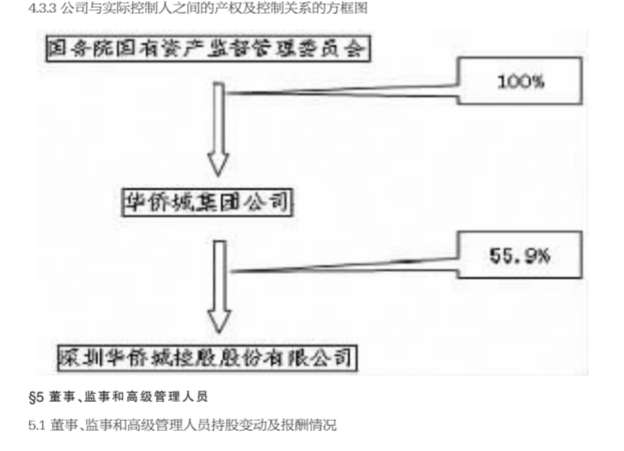 4.3.3 公司与实际控制人之间的产权及控制关系的方框图
国务院国有资产监督管理委员会
100%
华侨城集团公司
55.9%
深圳华侨城控股股份有限公司
§5 董事、监事和高级管理人员
5.1 董事、监事和高级管理人员持股变动及报酬情况